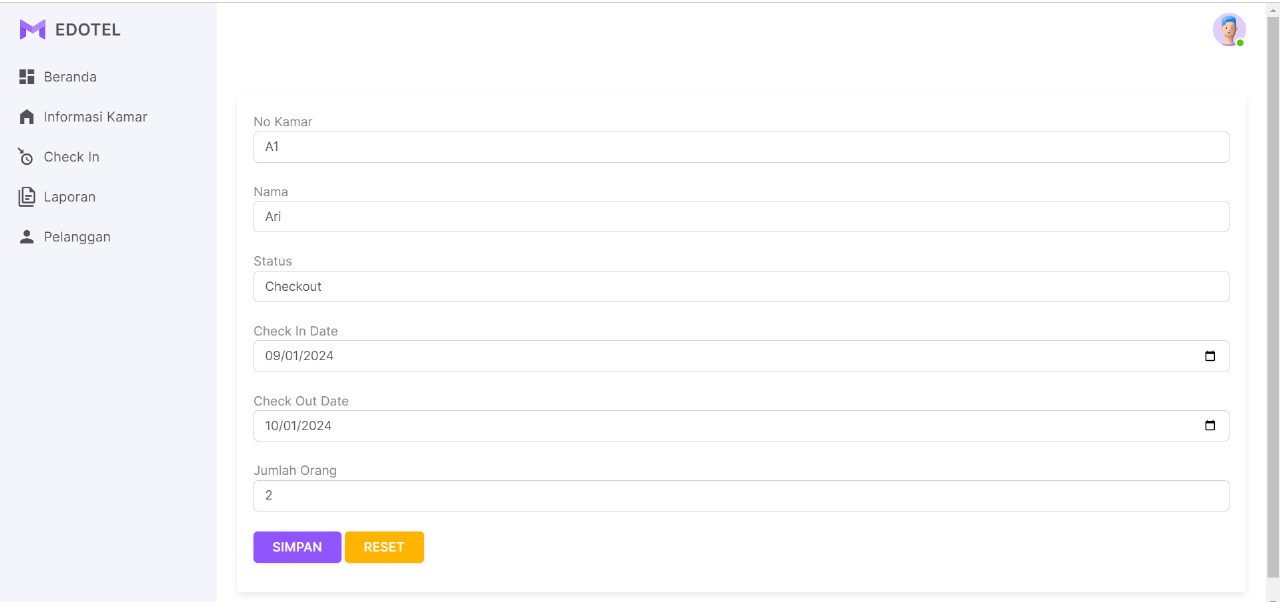 EDOTEL
Beranda
Informasi Kamar
Check In
Laporan
Pelanggan
No Kamar
A1
Nama
Ari
Status
Checkout
Check In Date
09/01/2024
Check Out Date
10/01/2024
Jumlah Orang
2
SIMPAN RESET